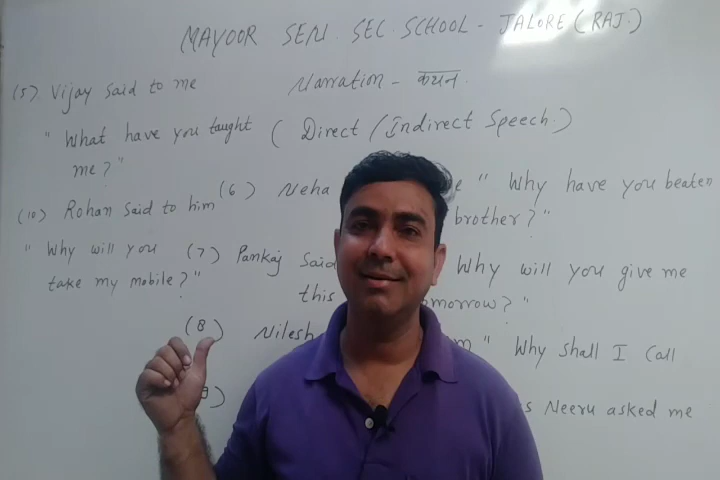 MAYOOR SEN. SEC. SCHOOL - JALORE (RAJ.)
Narration - कथन.
( Direct / Indirect Speech.)
(5). Vijay said to me
" What have you taught
me ? "
(6) Neha e " Why have you beaten
brother ? "
(7) Pankaj said Why will you give me
this omorrow ? "
(8) Nilesh m " Why shall I call
) s Neeru asked me
(10) Rohan said to him
" Why will you
take my mobile ? "